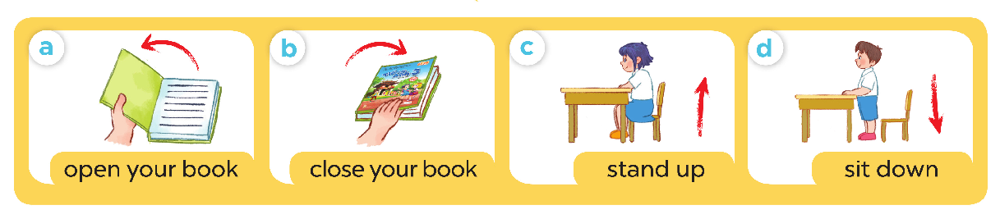 a
open your book
b
close your book
c
stand up
d
sit down